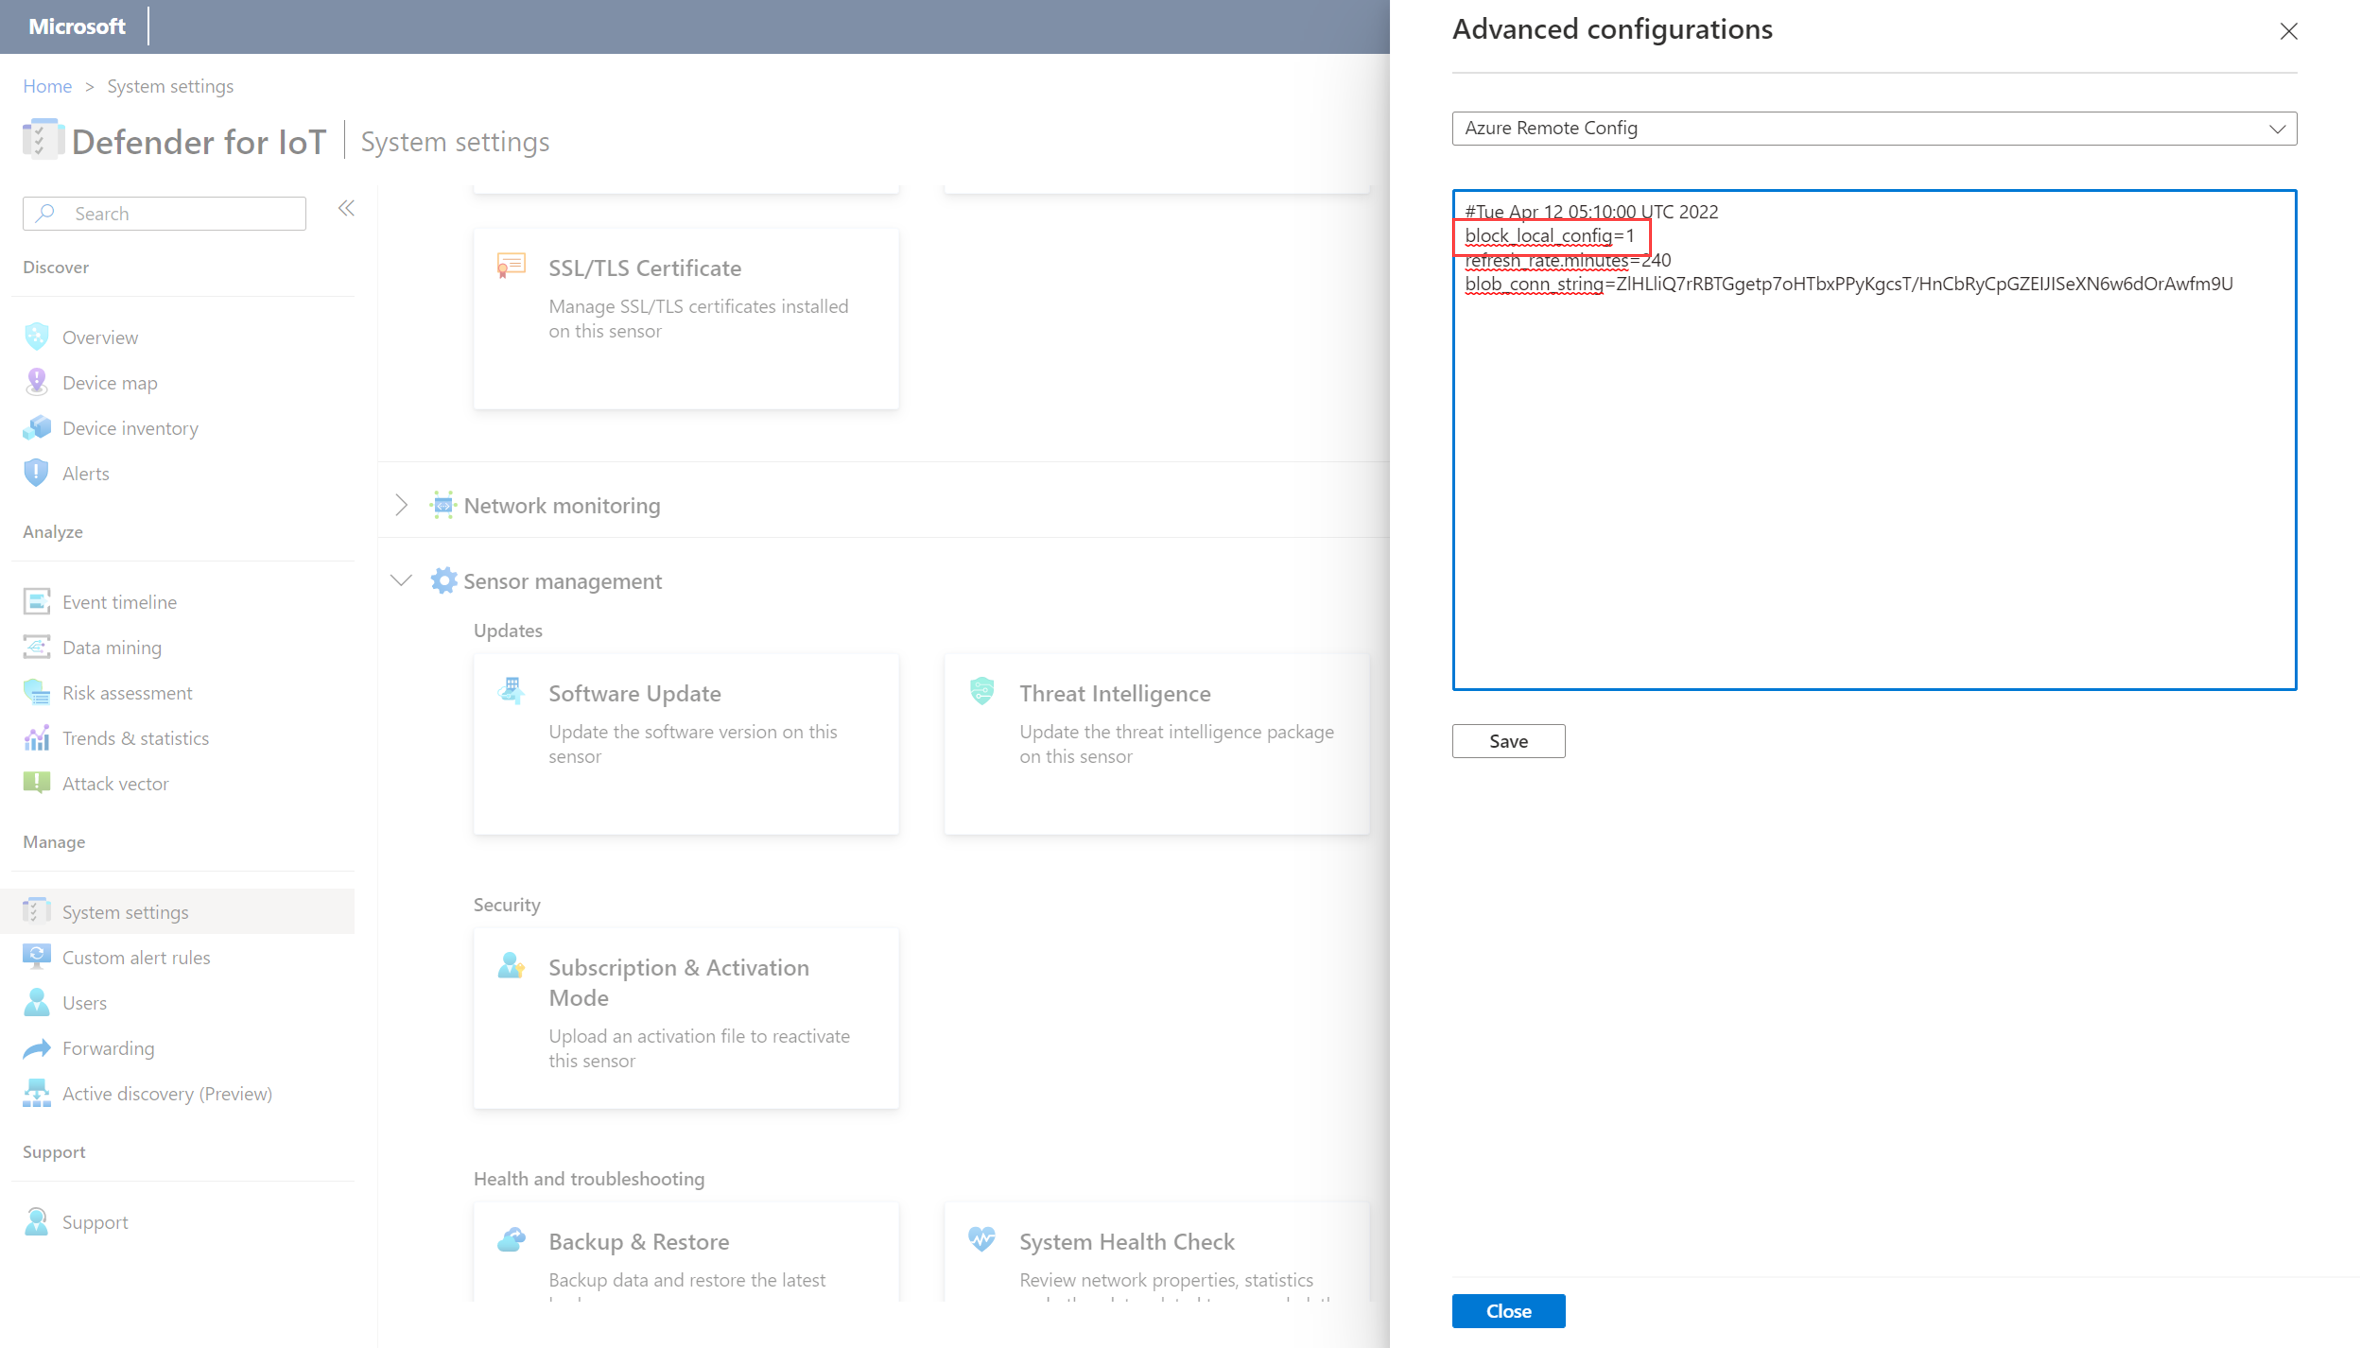 Microsoft
Home > System settings
Defender for IoT | System settings
Search
Discover
Overview
Device map
Device inventory
Alerts
Analyze
Event timeline
Data mining
Risk assessment
Trends & statistics
Attack vector
Manage
System settings
Custom alert rules
Users
Forwarding
Active discovery (Preview)
Support
Support
SSL/TLS Certificate
Manage SSL/TLS certificates installed
on this sensor
Network monitoring
Sensor management
Updates
Software Update
Update the software version on this
sensor
Threat Intelligence
Update the threat intelligence package
on this sensor
Security
Subscription & Activation
Mode
Upload an activation file to reactivate
this sensor
Health and troubleshooting
Backup & Restore
Backup data and restore the latest
System Health Check
Review network properties, statistics
Advanced configurations
Azure Remote Config
#Tue Apr 12 05:10:00 UTC 2022
block_local_config=1
refresh_rate.minutes=240
blob_conn_string=ZlHLliQ7rRBTGgetp7oHTbxPPyKgcsT/HnCbRyCpGZEIJISeXN6w6dOrAwfm9U
Save
Close